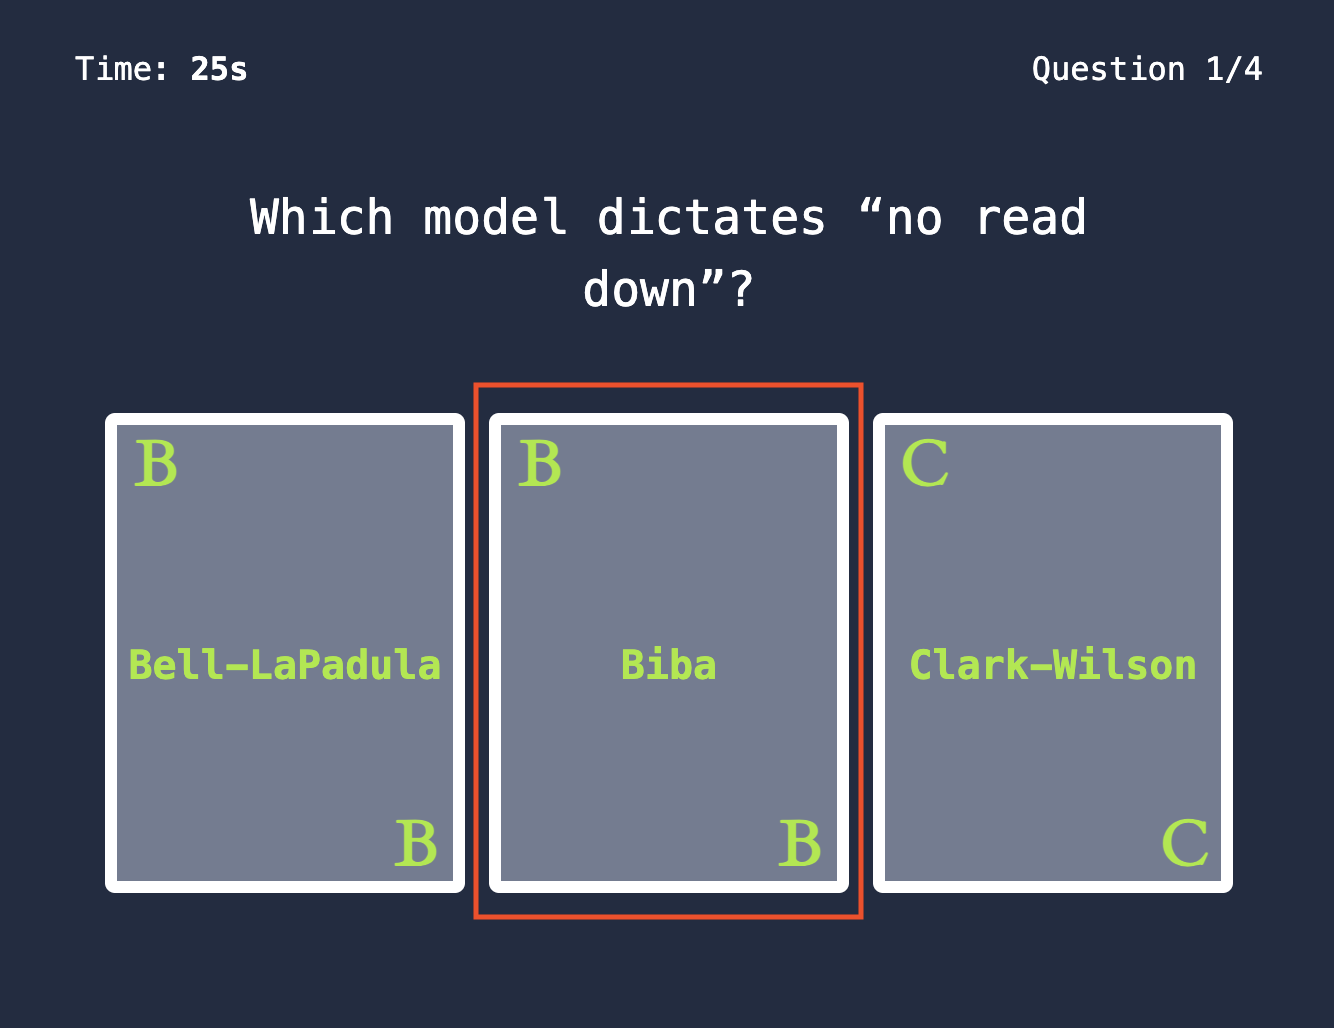 Time: 25s
Question 1/4
Which model dictates “no read
down”?
B
Bell–LaPadula
B
B
Biba
B
C
Clark–Wilson
C